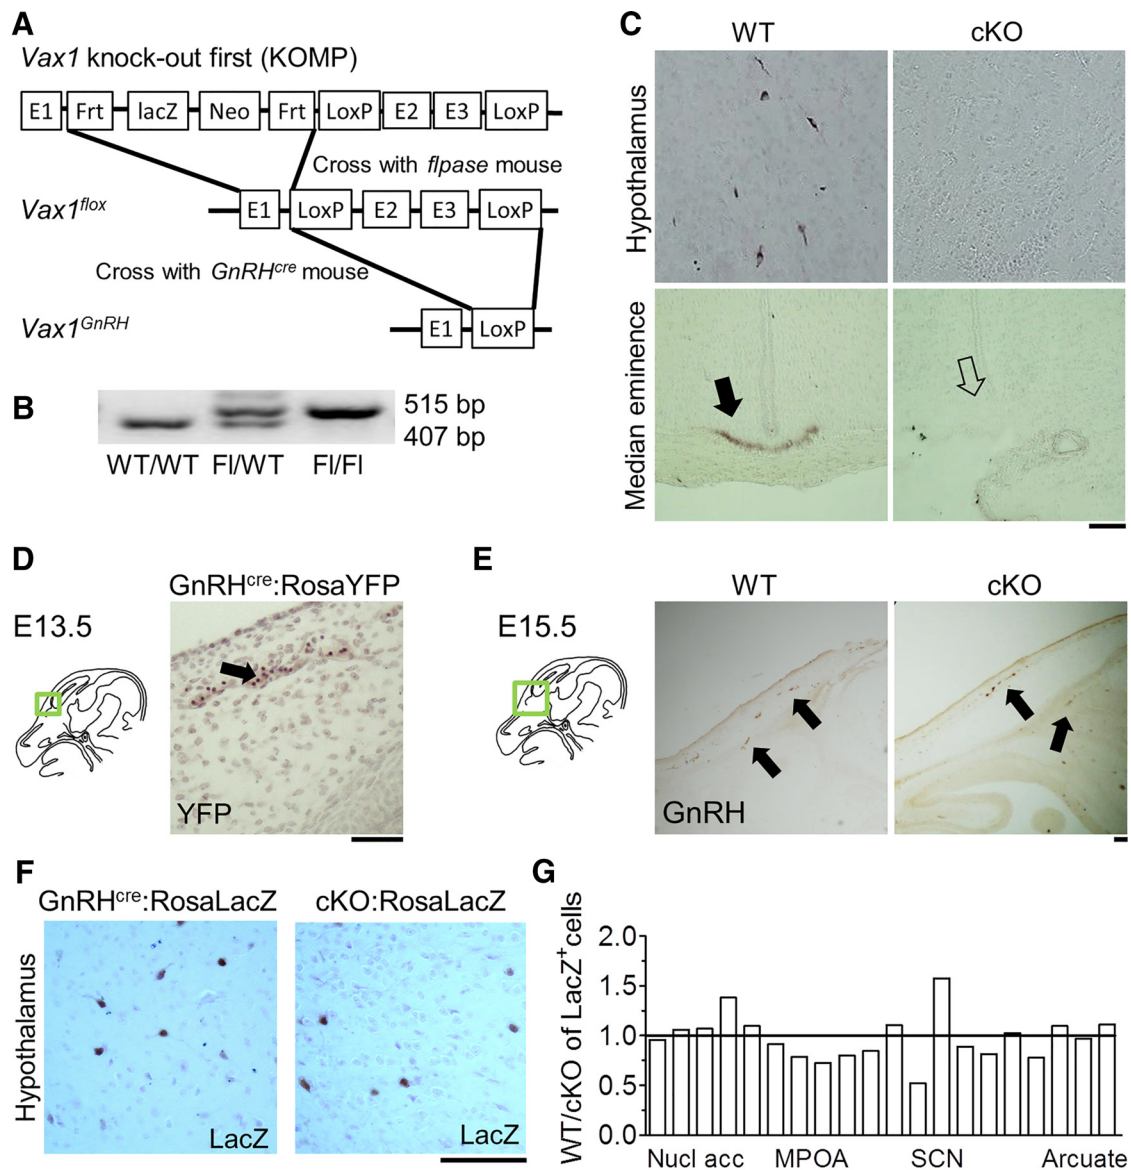 A
Vax1 knock-out first (KOMP)
E1 Frt lacZ Neo Frt LoxP E2 E3 LoxP
Cross with flpase mouse
Vax1flox
E1 LoxP E2 E3 LoxP
Cross with GnRHcre mouse
Vax1GnRH
E1 LoxP
B
515 bp
407 bp
WT/WT Fl/WT Fl/Fl
C
WT cKO
Hypothalamus
Median eminence
D
GnRHcre:RosaYFP
E13.5
YFP
E
WT cKO
E15.5
GnRH
F
GnRHcre:RosaLacZ cKO:RosaLacZ
Hypothalamus
LacZ LacZ
G
WT/cKO of LacZ+cells
2.0
1.5
1.0
0.5
0.0
Nucl acc MPOA SCN Arcuate